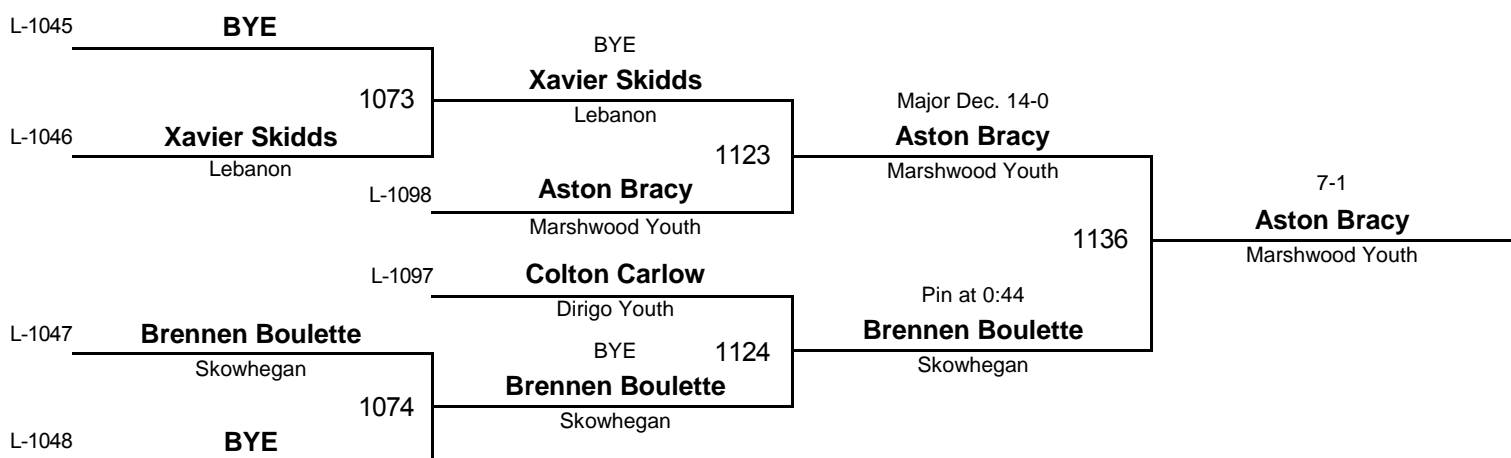 L-1045
BYE
1073
L-1046
Xavier Skidds
Lebanon
BYE
Xavier Skidds
Lebanon
1123
L-1098
Aston Bracy
Marshwood Youth
L-1097
Colton Carlow
Dirigo Youth
L-1047
Brennen Boulette
Skowhegan
1074
L-1048
BYE
BYE
1124
Brennen Boulette
Skowhegan
Major Dec. 14-0
Aston Bracy
Marshwood Youth
1136
Pin at 0:44
Brennen Boulette
Skowhegan
7-1
Aston Bracy
Marshwood Youth